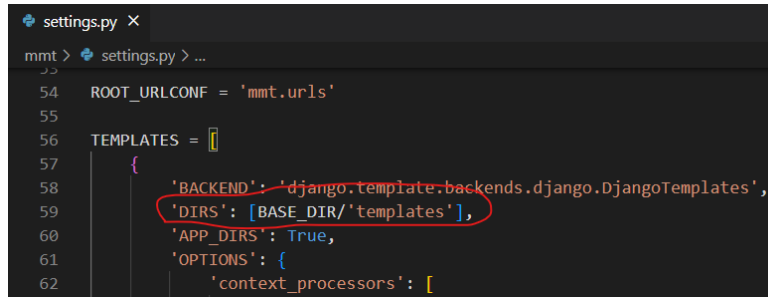 settings.py ×
mmt > settings.py > ...
53
54 ROOT_URLCONF = 'mmt.urls'
55
56 TEMPLATES = [
57 {
58 'BACKEND': 'django.template.backends.django.DjangoTemplates',
59 'DIRS': [BASE_DIR/'templates'],
60 'APP_DIRS': True,
61 'OPTIONS': {
62 'context_processors': [